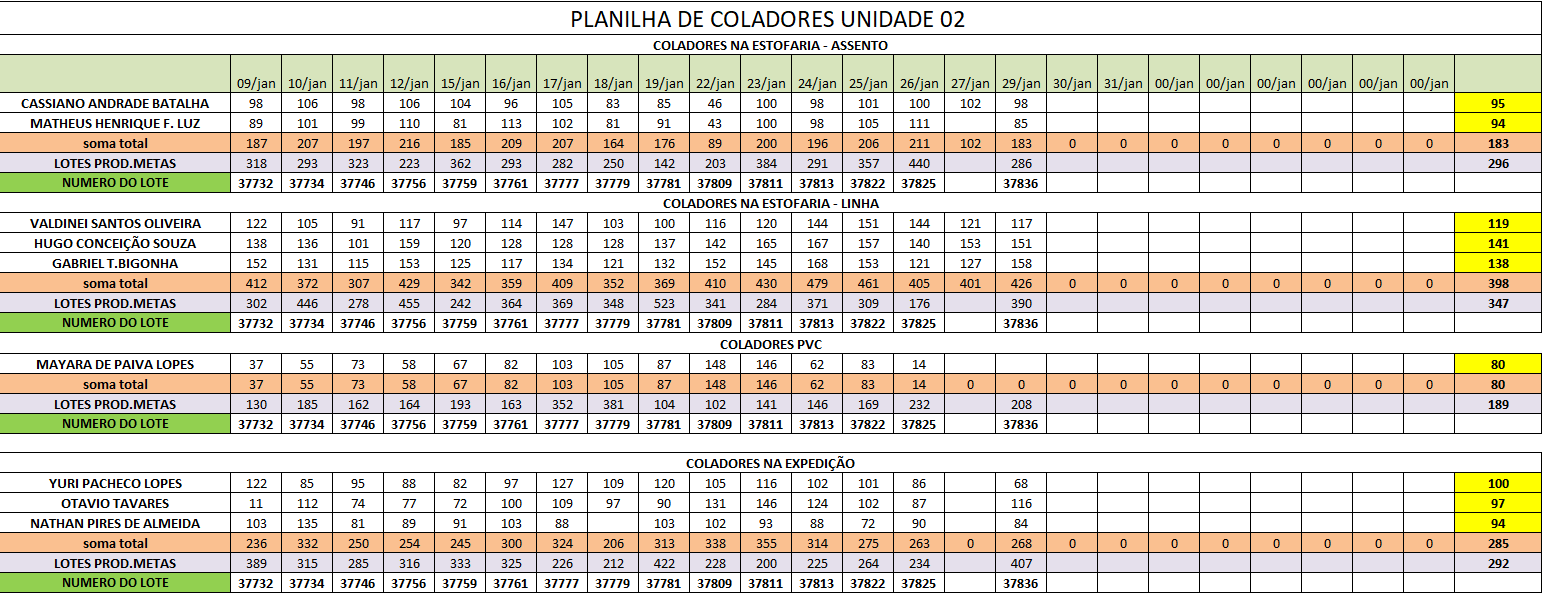 PLANILHA DE COLADORES UNIDADE 02
COLADORES NA ESTOFARIA - ASSENTO
09/jan 10/jan 11/jan 12/jan 15/jan 16/jan 17/jan 18/jan 19/jan 22/jan 23/jan 24/jan 25/jan 26/jan 27/jan 29/jan 30/jan 31/jan 00/jan 00/jan 00/jan 00/jan 00/jan 00/jan
CASSIANO ANDRADE BATALHA 98 106 98 106 104 96 105 83 85 46 100 98 101 100 102 98 95
MATHEUS HENRIQUE F. LUZ 89 101 99 110 81 113 102 81 91 43 100 98 105 111 85 94
soma total 187 207 197 216 185 209 207 164 176 89 200 196 206 211 102 183 0 0 0 0 0 0 0 0 183
LOTES PROD.METAS 318 293 323 223 362 293 282 250 142 203 384 291 357 440 286 296
NUMERO DO LOTE 37732 37734 37746 37756 37759 37761 37777 37779 37781 37809 37811 37813 37822 37825 37836
COLADORES NA ESTOFARIA - LINHA
VALDINEI SANTOS OLIVEIRA 122 105 91 117 97 114 147 103 100 116 120 144 151 144 121 117 119
HUGO CONCEIÇÃO SOUZA 138 136 101 159 120 128 128 128 137 142 165 167 157 140 153 151 141
GABRIEL T.BIGONHA 152 131 115 153 125 117 134 121 132 152 145 168 153 121 127 158 138
soma total 412 372 307 429 342 359 409 352 369 410 430 479 461 405 401 426 0 0 0 0 0 0 0 0 398
LOTES PROD.METAS 302 446 278 455 242 364 369 348 523 341 284 371 309 176 390 347
NUMERO DO LOTE 37732 37734 37746 37756 37759 37761 37777 37779 37781 37809 37811 37813 37822 37825 37836
COLADORES PVC
MAYARA DE PAIVA LOPES 37 55 73 58 67 82 103 105 87 148 146 62 83 14 80
soma total 37 55 73 58 67 82 103 105 87 148 146 62 83 14 0 0 0 0 0 0 0 0 0 0 80
LOTES PROD.METAS 130 185 162 164 193 163 352 381 104 102 141 146 169 232 208 189
NUMERO DO LOTE 37732 37734 37746 37756 37759 37761 37777 37779 37781 37809 37811 37813 37822 37825 37836
COLADORES NA EXPEDIÇÃO
YURI PACHECO LOPES 122 85 95 88 82 97 127 109 120 105 116 102 101 86 68 100
OTAVIO TAVARES 11 112 74 77 72 100 109 97 90 131 146 124 102 87 116 97
NATHAN PIRES DE ALMEIDA 103 135 81 89 91 103 88 103 102 93 88 72 90 84 94
soma total 236 332 250 254 245 300 324 206 313 338 355 314 275 263 0 268 0 0 0 0 0 0 0 0 285
LOTES PROD.METAS 389 315 285 316 333 325 226 212 422 228 200 225 264 234 407 292
NUMERO DO LOTE 37732 37734 37746 37756 37759 37761 37777 37779 37781 37809 37811 37813 37822 37825 37836